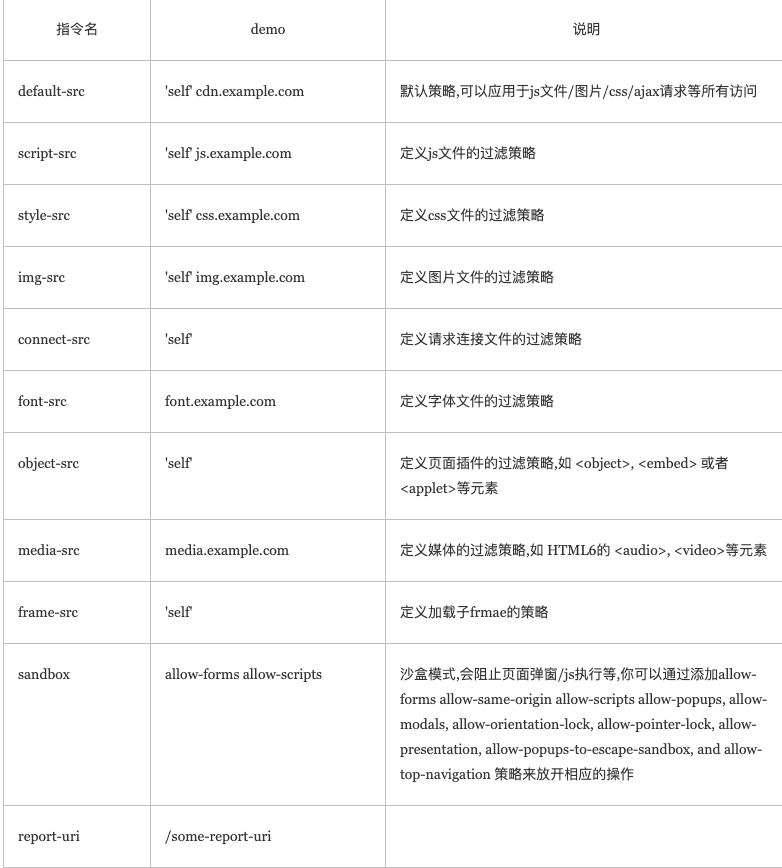 指令名 demo 说明
default-src 'self' cdn.example.com 默认策略,可以应用于js文件/图片/css/ajax请求等所有访问
script-src 'self' js.example.com 定义js文件的过滤策略
style-src 'self' css.example.com 定义css文件的过滤策略
img-src 'self' img.example.com 定义图片文件的过滤策略
connect-src 'self' 定义请求连接文件的过滤策略
font-src font.example.com 定义字体文件的过滤策略
object-src 'self' 定义页面插件的过滤策略,如 <object>, <embed> 或者
<applet>等元素
media-src media.example.com 定义媒体的过滤策略,如 HTML6的 <audio>, <video>等元素
frame-src 'self' 定义加载子frmae的策略
sandbox allow-forms allow-scripts 沙盒模式,会阻止页面弹窗/js执行等,你可以通过添加allow-
forms allow-same-origin allow-scripts allow-popups, allow-
modals, allow-orientation-lock, allow-pointer-lock, allow-
presentation, allow-popups-to-escape-sandbox, and allow-
top-navigation 策略来放开相应的操作
report-uri /some-report-uri